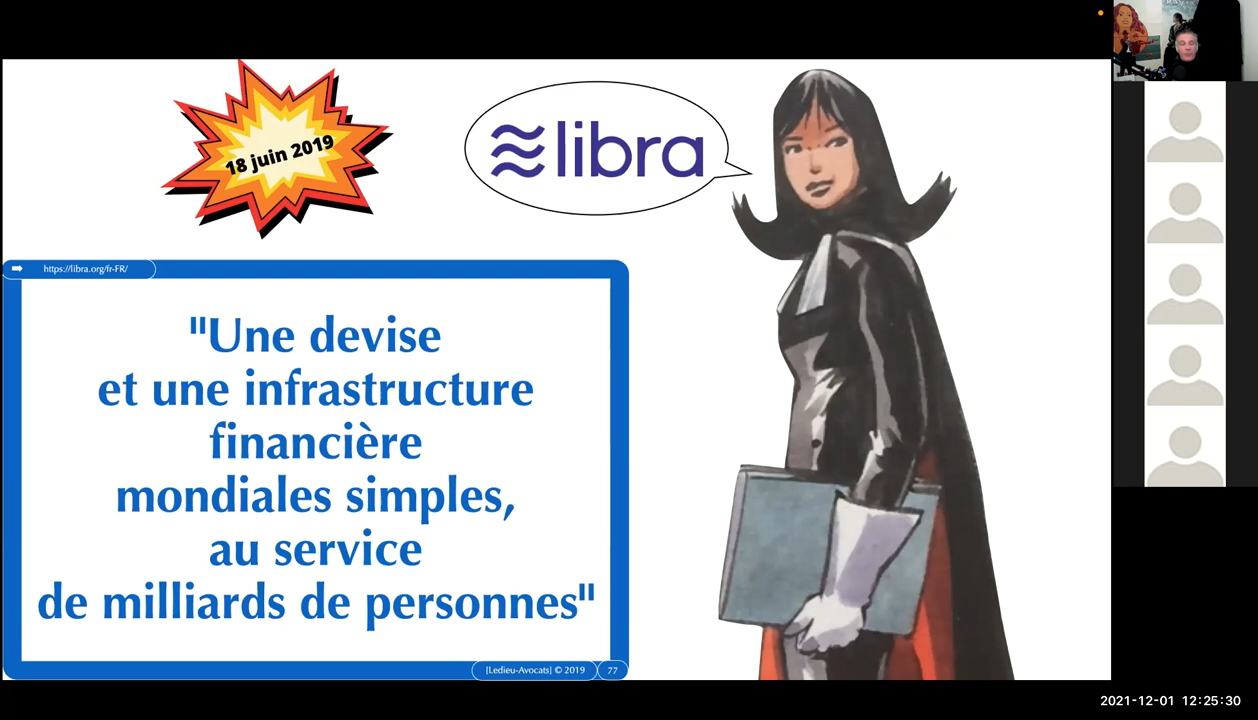 18 juin 2019
libra
https://libra.org/fr-FR/
"Une devise
et une infrastructure
financière
mondiales simples,
au service
de milliards de personnes"
[Ledieu-Avocats] © 2019
77
2021-12-01 12:25:30